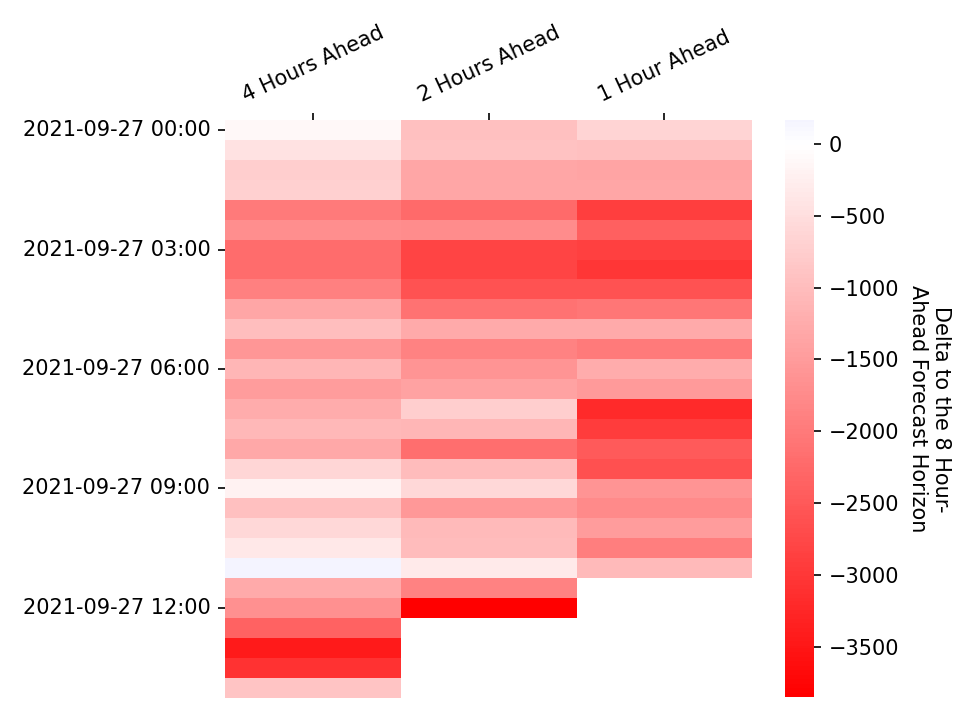 4 Hours Ahead
2 Hours Ahead
1 Hour Ahead
2021-09-27 00:00
2021-09-27 03:00
2021-09-27 06:00
2021-09-27 09:00
2021-09-27 12:00
0
−500
−1000
−1500
−2000
−2500
−3000
−3500
Delta to the 8 Hour-
Ahead Forecast Horizon